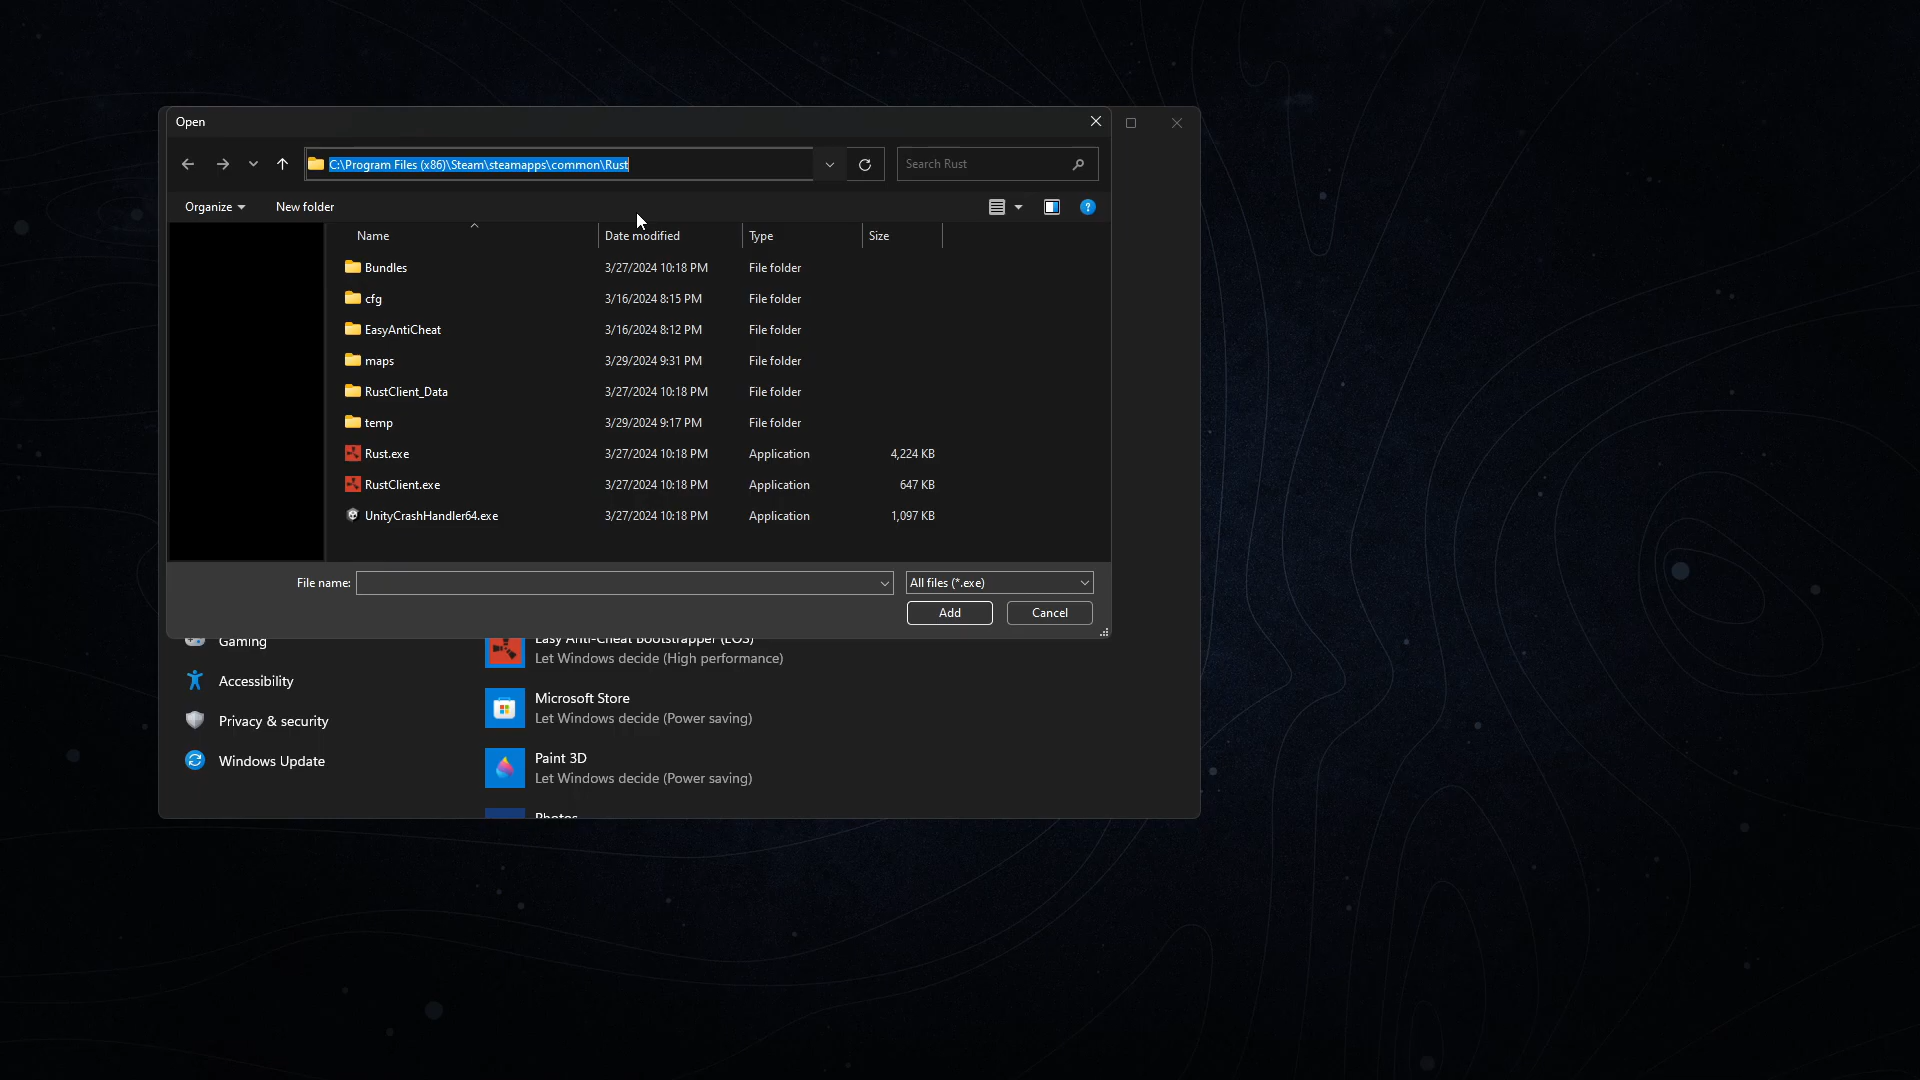 Open
C:\Program Files (x86)\Steam\steamapps\common\Rust
Search Rust
Organize
New folder
Name Date modified Type Size
Bundles 3/27/2024 10:18 PM File folder
cfg 3/16/2024 8:15 PM File folder
EasyAntiCheat 3/16/2024 8:12 PM File folder
maps 3/29/2024 9:31 PM File folder
RustClient_Data 3/27/2024 10:18 PM File folder
temp 3/29/2024 9:17 PM File folder
Rust.exe 3/27/2024 10:18 PM Application 4,224 KB
RustClient.exe 3/27/2024 10:18 PM Application 647 KB
UnityCrashHandler64.exe 3/27/2024 10:18 PM Application 1,097 KB
File name:
All files (*.exe)
Add
Cancel
Gaming
Accessibility
Privacy & security
Windows Update
Easy Anti-Cheat Bootstrapper (EOS)
Let Windows decide (High performance)
Microsoft Store
Let Windows decide (Power saving)
Paint 3D
Let Windows decide (Power saving)
Photos